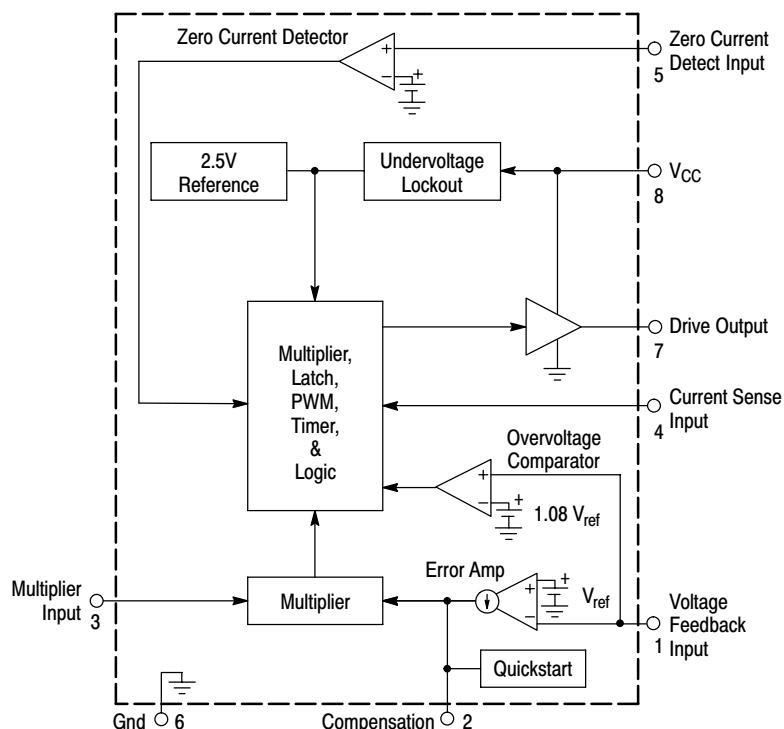 Zero Current Detector
+
−
+
Zero Current
Detect Input
5
2.5V
Reference
Undervoltage
Lockout
VCC
8
Multiplier,
Latch,
PWM,
Timer,
&
Logic
Drive Output
7
Current Sense
Input
4
Overvoltage
Comparator
+
−
+
1.08 Vref
Error Amp
+
−
+
Vref
Multiplier
Input
3
Multiplier
Voltage
Feedback
Input
1
Quickstart
Gnd 6
Compensation 2